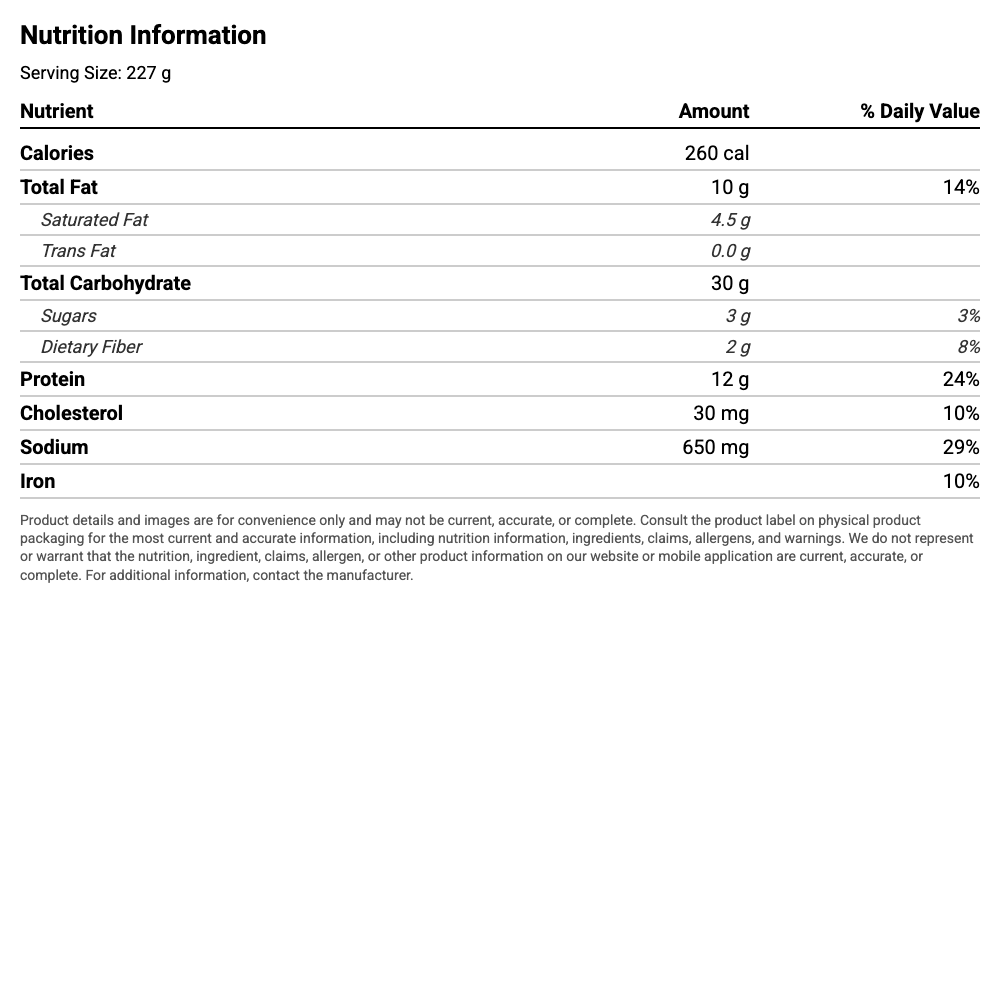 Nutrition Information
Serving Size: 227 g
Nutrient Amount % Daily Value
Calories 260 cal
Total Fat 10 g 14%
Saturated Fat 4.5 g
Trans Fat 0.0 g
Total Carbohydrate 30 g
Sugars 3 g 3%
Dietary Fiber 2 g 8%
Protein 12 g 24%
Cholesterol 30 mg 10%
Sodium 650 mg 29%
Iron 10%
Product details and images are for convenience only and may not be current, accurate, or complete. Consult the product label on physical product
packaging for the most current and accurate information, including nutrition information, ingredients, claims, allergens, and warnings. We do not represent
or warrant that the nutrition, ingredient, claims, allergen, or other product information on our website or mobile application are current, accurate, or
complete. For additional information, contact the manufacturer.